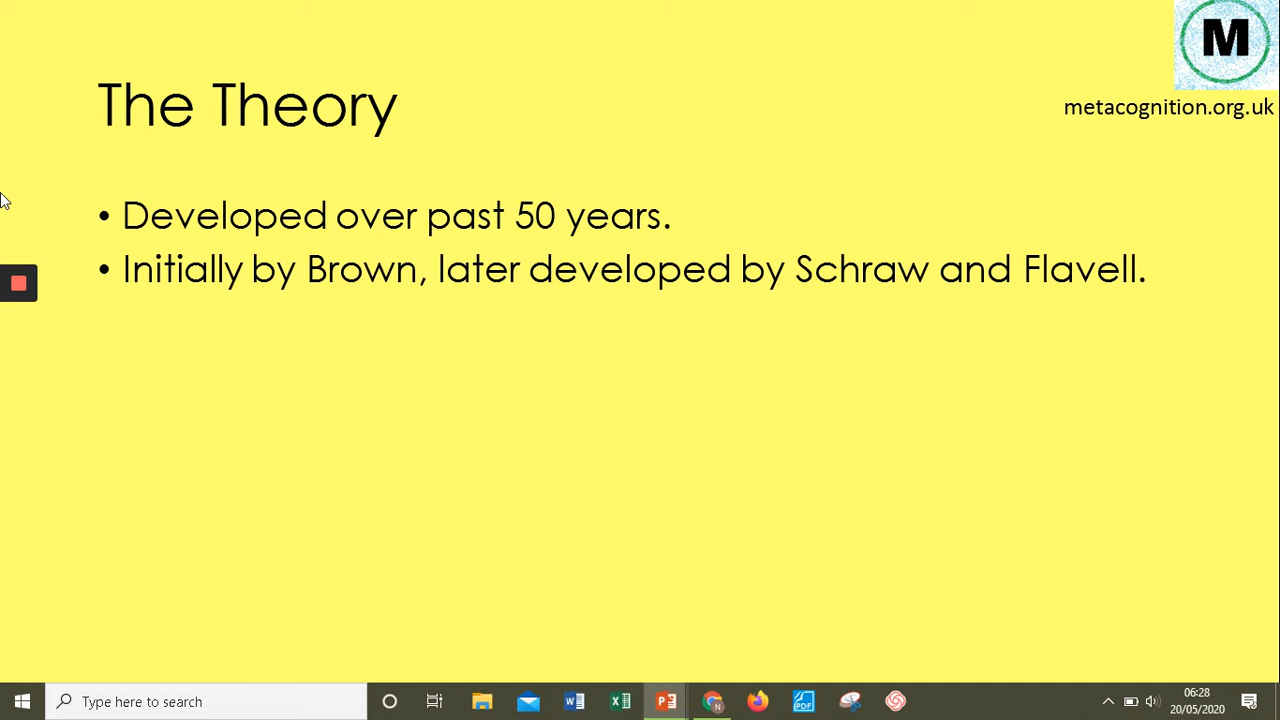 M
metacognition.org.uk
The Theory
• Developed over past 50 years.
• Initially by Brown, later developed by Schraw and Flavell.
Type here to search
06:28
20/05/2020